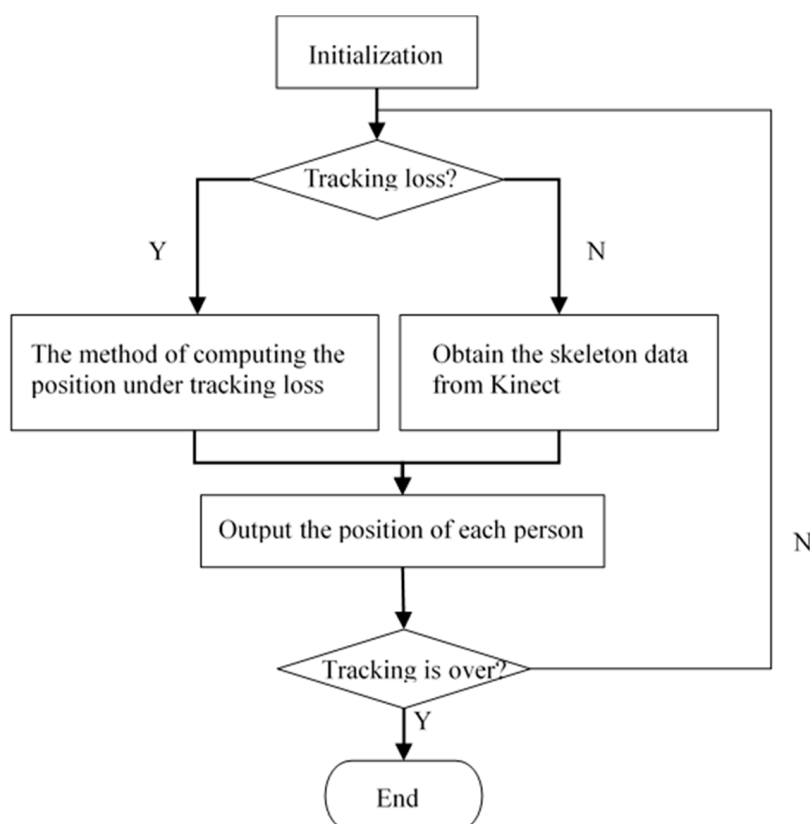 Initialization
Tracking loss?
Y
N
The method of computing the
position under tracking loss
Obtain the skeleton data
from Kinect
Output the position of each person
N
Tracking is over?
Y
End